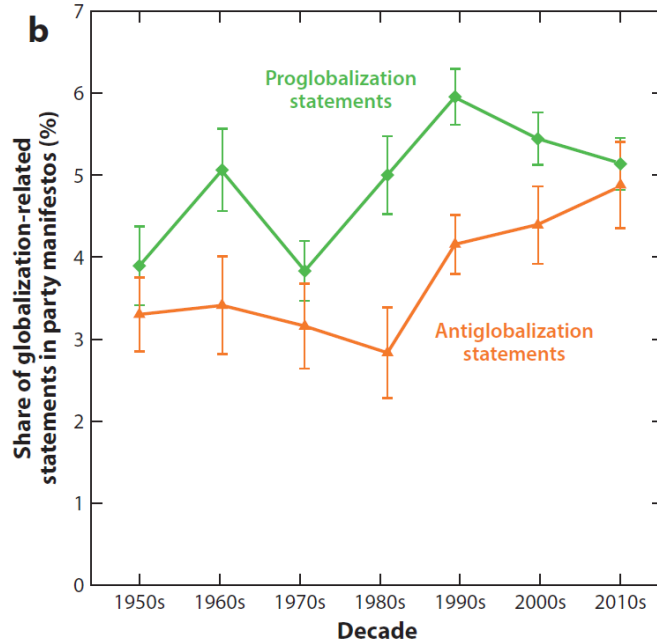 b
Share of globalization-related
statements in party manifestos (%)
7
6
5
4
3
2
1
0
Proglobalization
statements
Antiglobalization
statements
1950s 1960s 1970s 1980s 1990s 2000s 2010s
Decade